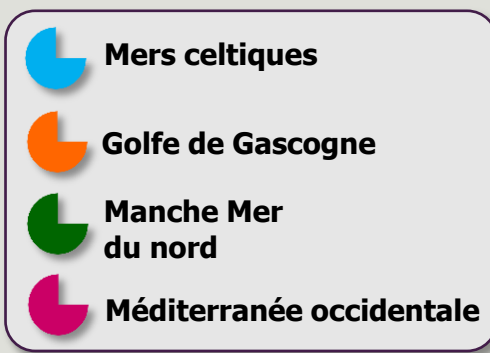 Mers celtiques
Golfe de Gascogne
Manche Mer
du nord
Méditerranée occidentale